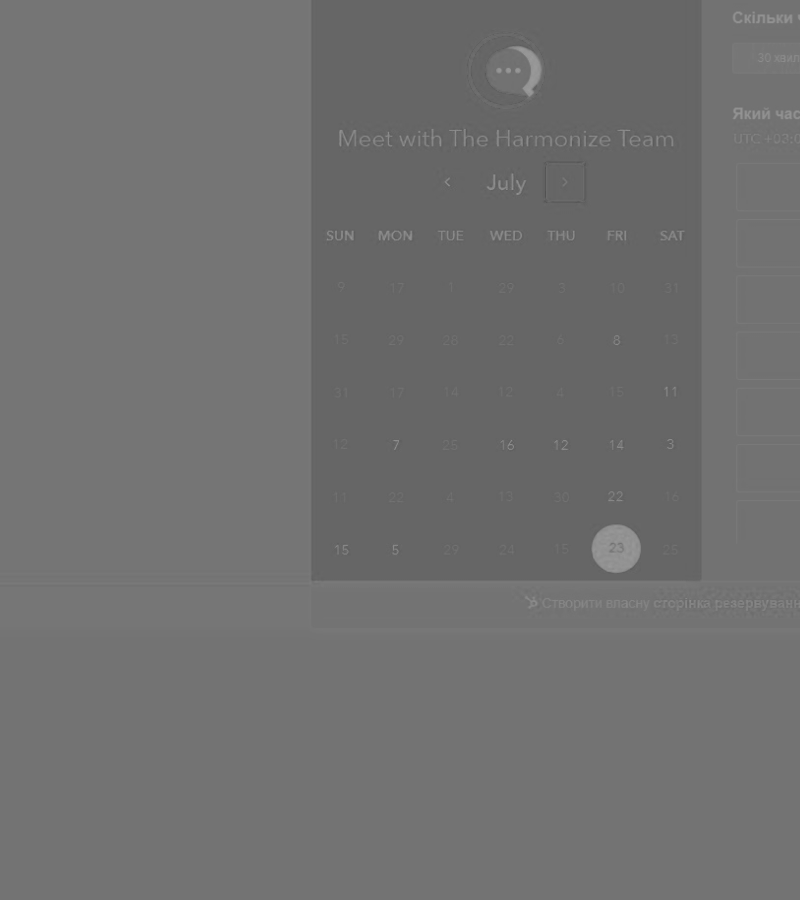 Скільки
30 хвил
Meet with The Harmonize Team
Який час
UTC +03:0
July
SUN MON TUE WED THU FRI SAT
9 17 1 29 3 10 31
15 29 28 22 6 8 13
31 17 14 12 4 15 11
12 7 25 16 12 14 3
11 22 4 13 30 22 16
15 5 29 24 15 23 25
Створити власну сторінка резервуванн